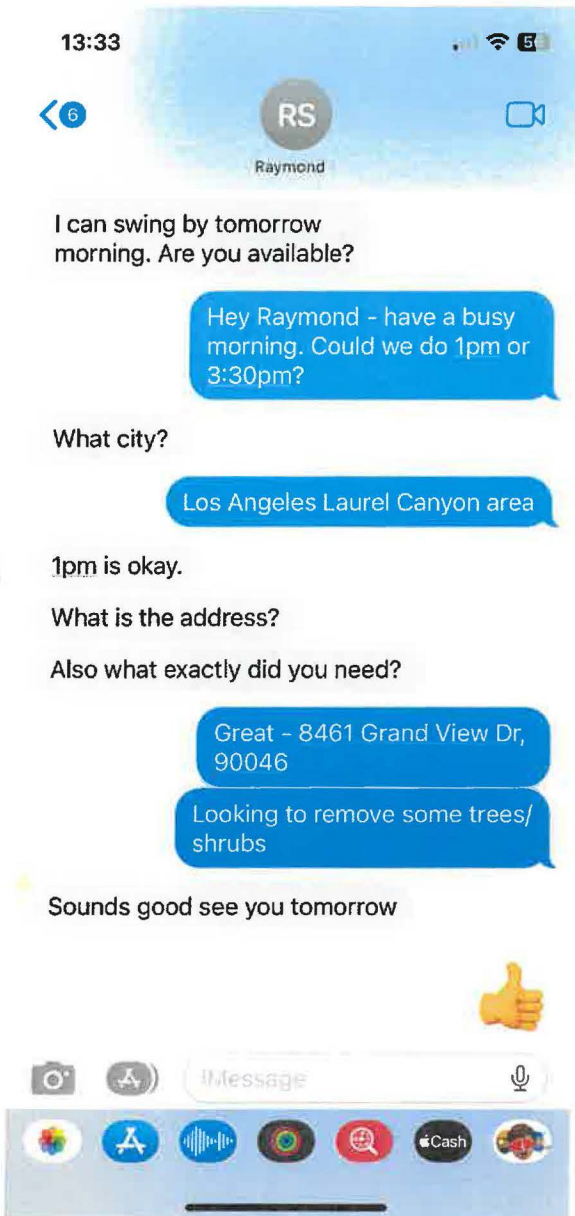 13:33
6
RS
Raymond
I can swing by tomorrow
morning. Are you available?
Hey Raymond - have a busy
morning. Could we do 1pm or
3:30pm?
What city?
Los Angeles Laurel Canyon area
1pm is okay.
What is the address?
Also what exactly did you need?
Great - 8461 Grand View Dr,
90046
Looking to remove some trees/
shrubs
Sounds good see you tomorrow
iMessage
Cash